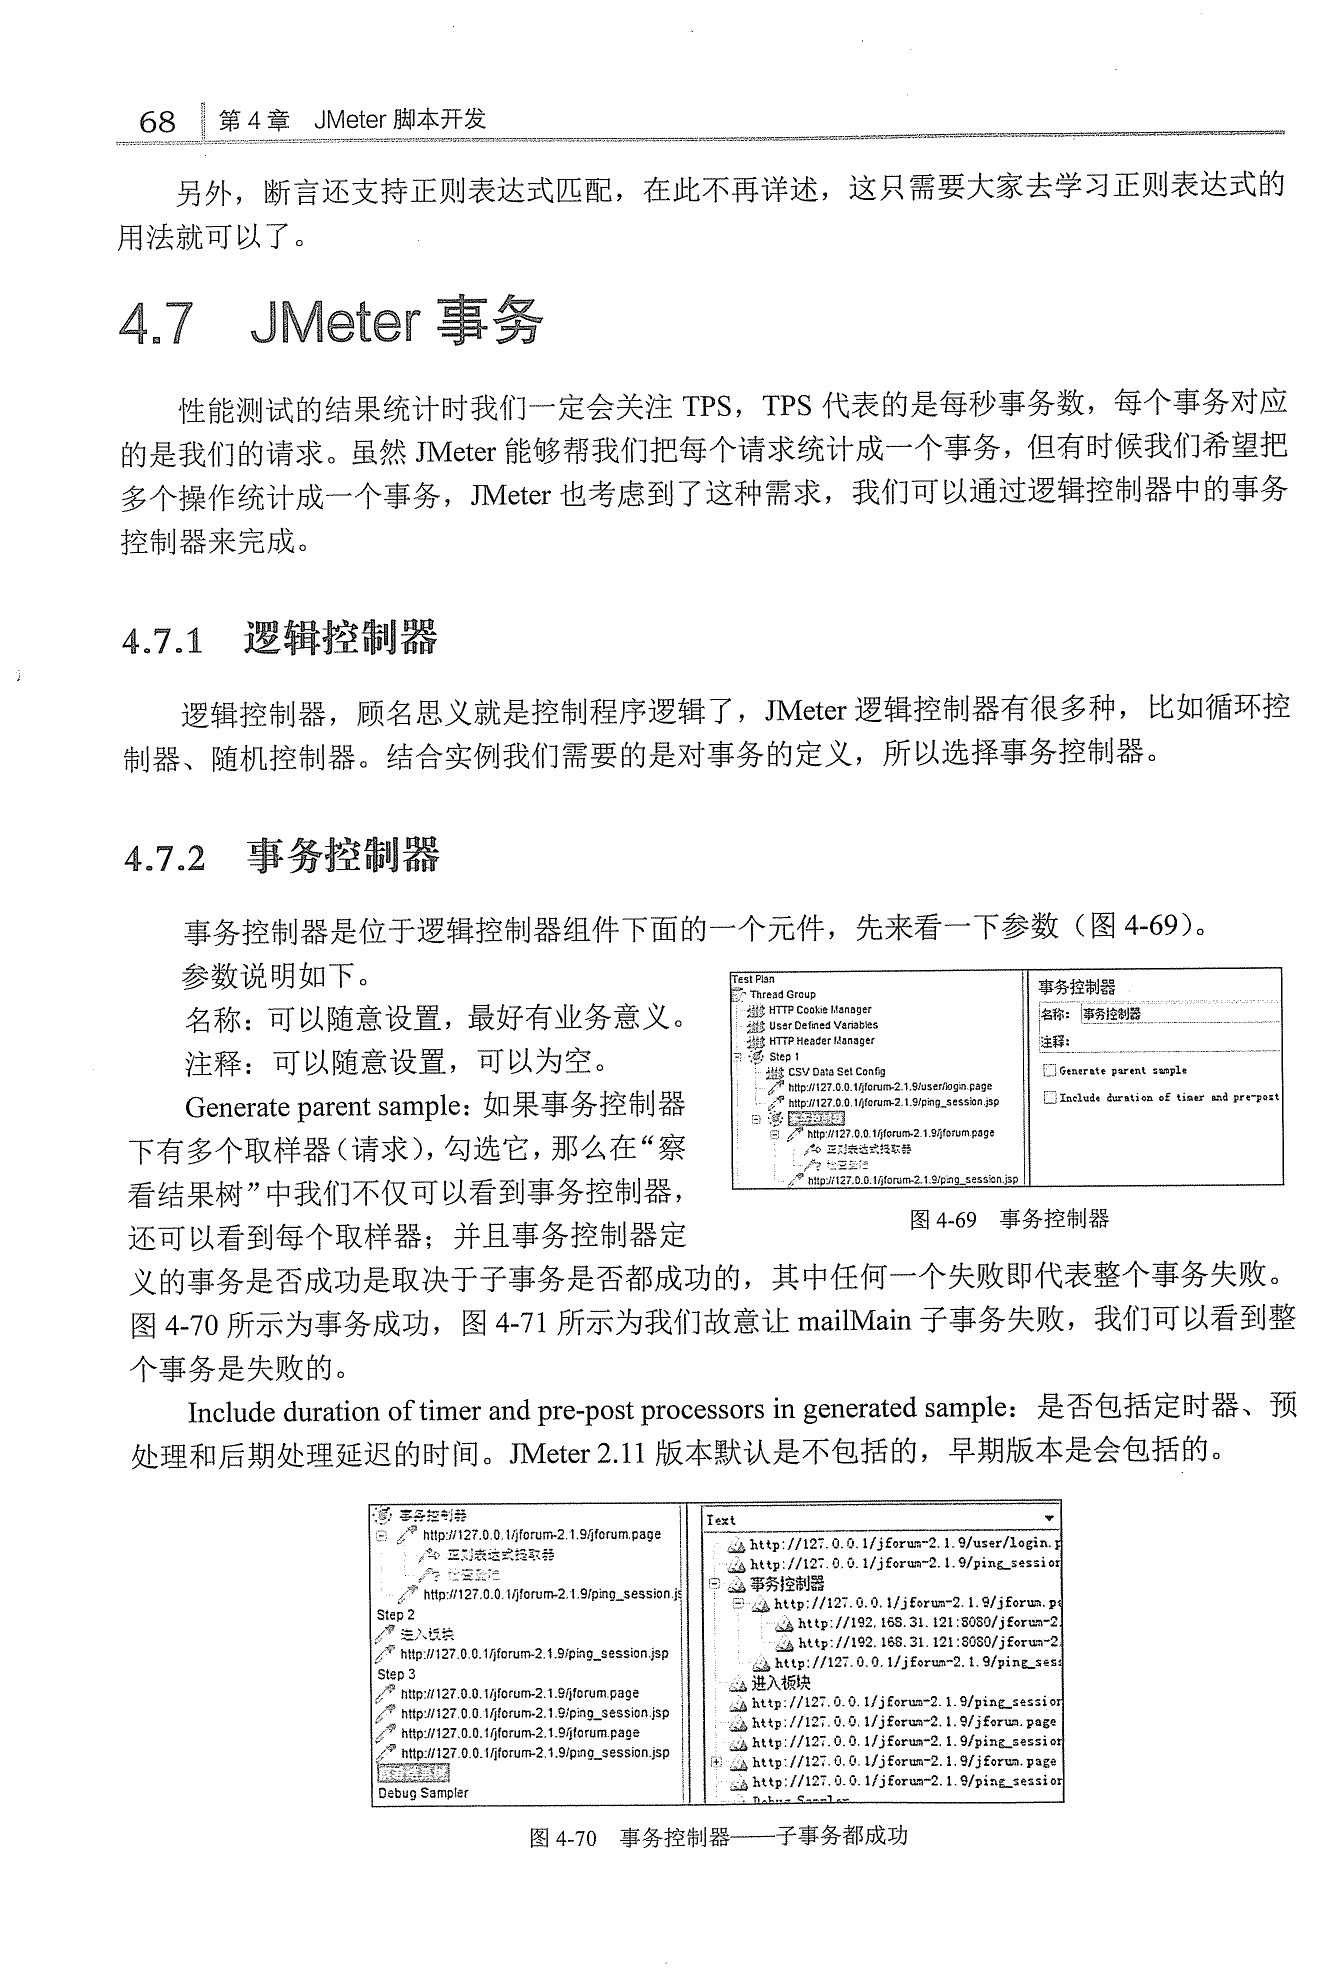 68 第4章 JMeter 脚本开发
另外，断言还支持正则表达式匹配，在此不再详述，这只需要大家去学习正则表达式的
用法就可以了。
4.7 JMeter 事务
性能测试的结果统计时我们一定会关注 TPS，TPS 代表的是每秒事务数，每个事务对应
的是我们的请求。虽然 JMeter 能够帮我们把每个请求统计成一个事务，但有时候我们希望把
多个操作统计成一个事务，JMeter 也考虑到了这种需求，我们可以通过逻辑控制器中的事务
控制器来完成。
4.7.1 逻辑控制器
逻辑控制器，顾名思义就是控制程序逻辑了，JMeter 逻辑控制器有很多种，比如循环控
制器、随机控制器。结合实例我们需要的是对事务的定义，所以选择事务控制器。
4.7.2 事务控制器
事务控制器是位于逻辑控制器组件下面的一个元件，先来看一下参数（图 4-69）。
参数说明如下。
名称：可以随意设置，最好有业务意义。
注释：可以随意设置，可以为空。
Generate parent sample：如果事务控制器
下有多个取样器（请求），勾选它，那么在“察
看结果树”中我们不仅可以看到事务控制器，
还可以看到每个取样器；并且事务控制器定
Test Plan
Thread Group
HTTP Cookie Manager
User Defined Variables
HTTP Header Manager
Step 1
CSV Data Set Config
http://127.0.0.1/jforum-2.1.9/user/login.page
http://127.0.0.1/jforum-2.1.9/ping_session.jsp
事务控制器
http://127.0.0.1/jforum-2.1.9/jforum.page
正则表达式提取器
http://127.0.0.1/jforum-2.1.9/ping_session.jsp
事务控制器
名称： 事务控制器
注释：
Generate parent sample
Include duration of timer and pre-post
图 4-69 事务控制器
义的事务是否成功是取决于子事务是否都成功的，其中任何一个失败即代表整个事务失败。
图 4-70 所示为事务成功，图 4-71 所示为我们故意让 mailMain 子事务失败，我们可以看到整
个事务是失败的。
Include duration of timer and pre-post processors in generated sample：是否包括定时器、预
处理和后期处理延迟的时间。JMeter 2.11 版本默认是不包括的，早期版本是会包括的。
事务控制器
http://127.0.0.1/jforum-2.1.9/jforum.page
正则表达式提取器
http://127.0.0.1/jforum-2.1.9/ping_session.js
Step 2
进入板块
http://127.0.0.1/jforum-2.1.9/ping_session.jsp
Step 3
http://127.0.0.1/jforum-2.1.9/jforum.page
http://127.0.0.1/jforum-2.1.9/ping_session.jsp
http://127.0.0.1/jforum-2.1.9/jforum.page
http://127.0.0.1/jforum-2.1.9/ping_session.jsp
Debug Sampler
Text
http://127.0.0.1/jforum-2.1.9/user/login.p
http://127.0.0.1/jforum-2.1.9/ping_session
事务控制器
http://127.0.0.1/jforum-2.1.9/jforum.pa
http://192.168.31.121:8080/jforum-2
http://192.168.31.121:8080/jforum-2
http://127.0.0.1/jforum-2.1.9/ping_sess
进入板块
http://127.0.0.1/jforum-2.1.9/ping_session
http://127.0.0.1/jforum-2.1.9/jforum.page
http://127.0.0.1/jforum-2.1.9/ping_session
http://127.0.0.1/jforum-2.1.9/jforum.page
http://127.0.0.1/jforum-2.1.9/ping_session
Debug Sampler
图 4-70 事务控制器——子事务都成功